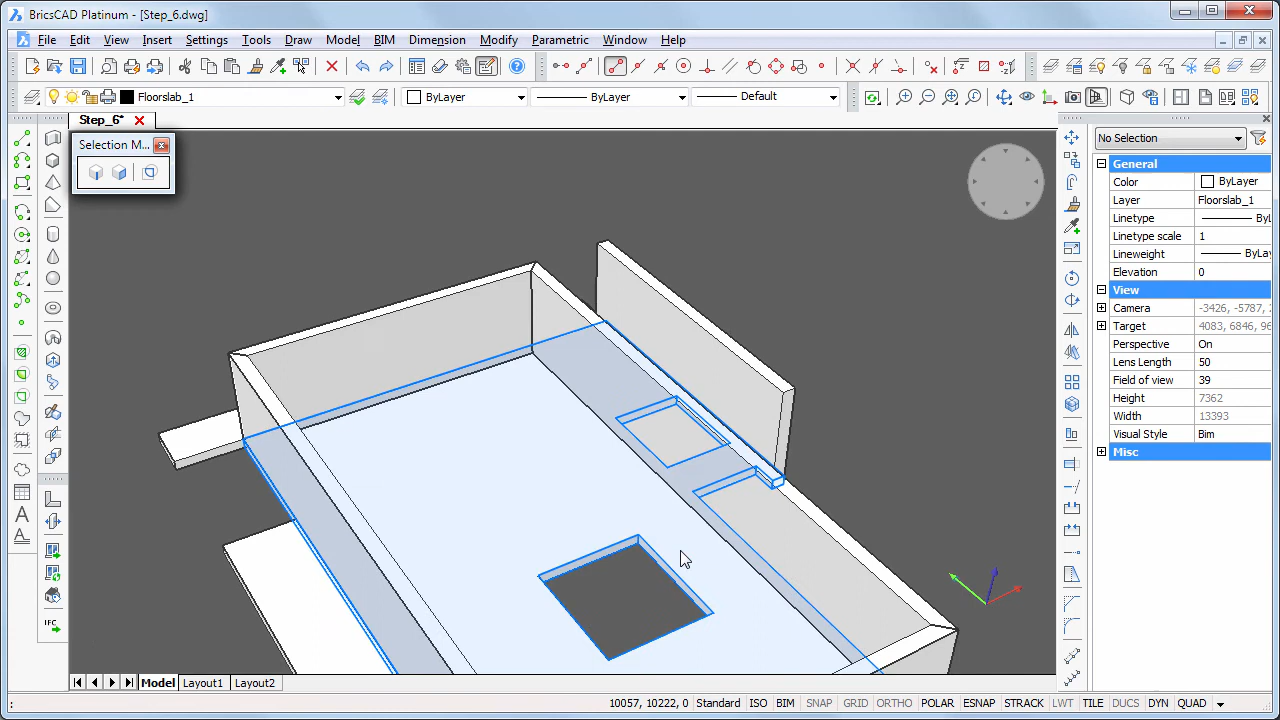 BricsCAD Platinum - [Step_6.dwg]
File Edit View Insert Settings Tools Draw Model BIM Dimension Modify Parametric Window Help
Floorslab_1 ByLayer ByLayer Default
Step_6*
Selection M...
No Selection
General
Color ByLayer
Layer Floorslab_1
Linetype ByL
Linetype scale 1
Lineweight ByLay
Elevation 0
View
Camera -3426, -5787, 2
Target 4083, 6846, 96
Perspective On
Lens Length 50
Field of view 39
Height 7362
Width 13393
Visual Style Bim
Misc
IFC
Model Layout1 Layout2
: 10057, 10222, 0 Standard ISO BIM SNAP GRID ORTHO POLAR ESNAP STRACK LWT TILE DUCS DYN QUAD